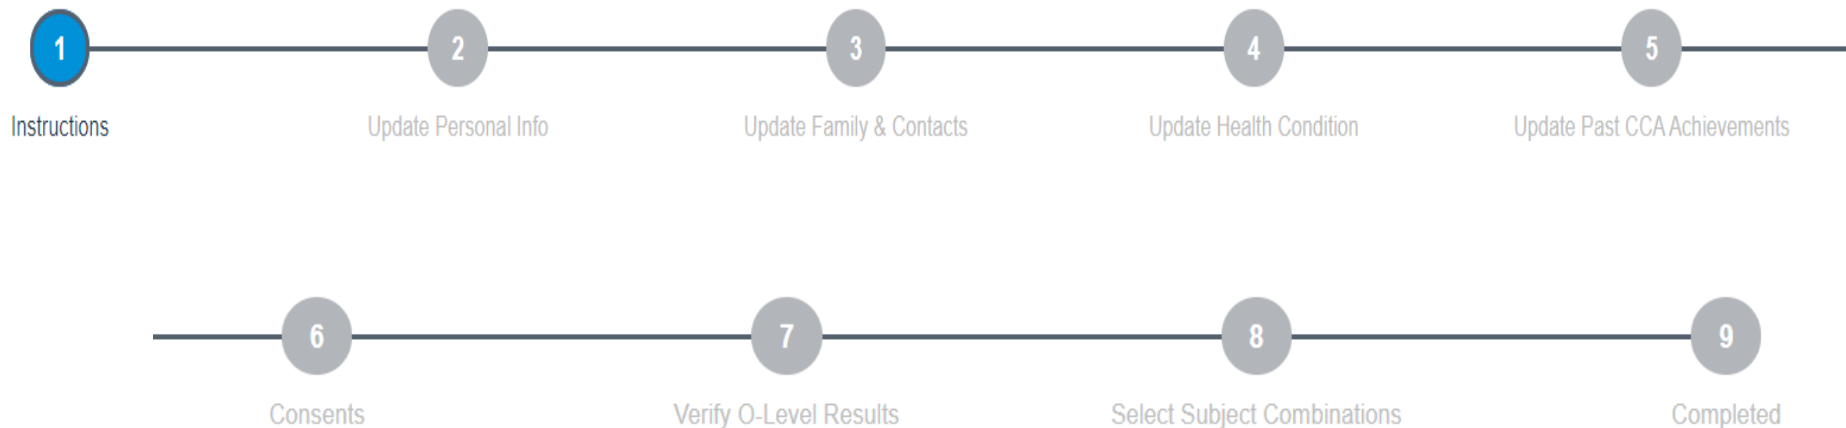 1 2 3 4 5
Instructions Update Personal Info Update Family & Contacts Update Health Condition Update Past CCA Achievements
6 7 8 9
Consents Verify O-Level Results Select Subject Combinations Completed